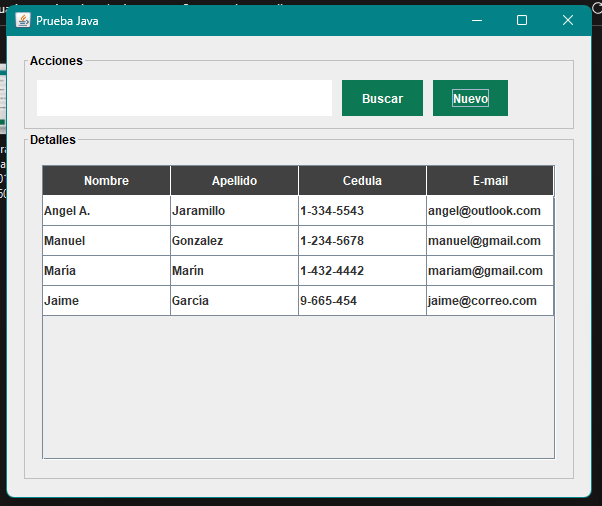 Prueba Java
Acciones
Buscar Nuevo
Detalles
Nombre Apellido Cedula E-mail
Angel A. Jaramillo 1-334-5543 angel@outlook.com
Manuel Gonzalez 1-234-5678 manuel@gmail.com
María Marín 1-432-4442 mariam@gmail.com
Jaime García 9-665-454 jaime@correo.com